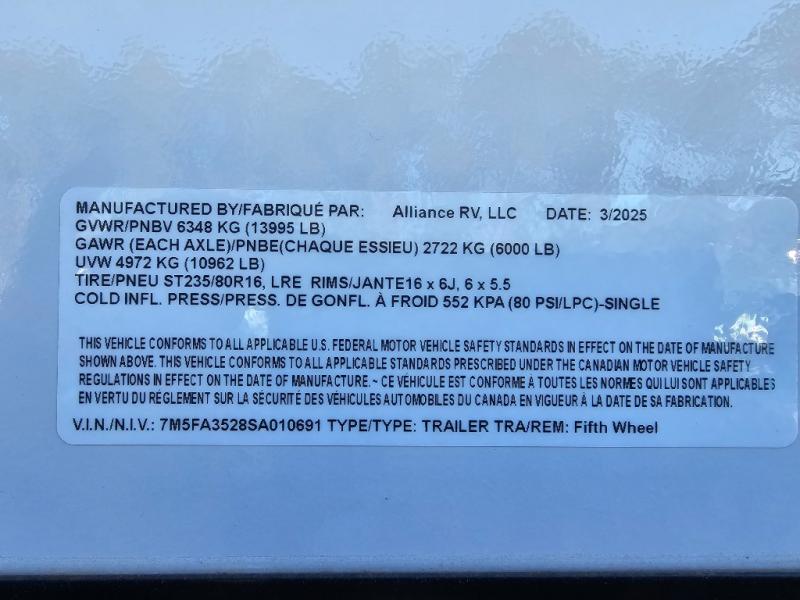 MANUFACTURED BY/FABRIQUÉ PAR: Alliance RV, LLC DATE: 3/2025
GVWR/PNBV 6348 KG (13995 LB)
GAWR (EACH AXLE)/PNBE(CHAQUE ESSIEU) 2722 KG (6000 LB)
UVW 4972 KG (10962 LB)
TIRE/PNEU ST235/80R16, LRE RIMS/JANTE16 x 6J, 6 x 5.5
COLD INFL. PRESS/PRESS. DE GONFL. À FROID 552 KPA (80 PSI/LPC)-SINGLE
THIS VEHICLE CONFORMS TO ALL APPLICABLE U.S. FEDERAL MOTOR VEHICLE SAFETY STANDARDS IN EFFECT ON THE DATE OF MANUFACTURE
SHOWN ABOVE. THIS VEHICLE CONFORMS TO ALL APPLICABLE STANDARDS PRESCRIBED UNDER THE CANADIAN MOTOR VEHICLE SAFETY
REGULATIONS IN EFFECT ON THE DATE OF MANUFACTURE. ~ CE VÉHICULE EST CONFORME À TOUTES LES NORMES QUI LUI SONT APPLICABLES
EN VERTU DU RÈGLEMENT SUR LA SÉCURITÉ DES VÉHICULES AUTOMOBILES DU CANADA EN VIGUEUR À LA DATE DE SA FABRICATION.
V.I.N./N.I.V.: 7M5FA3528SA010691 TYPE/TYPE: TRAILER TRA/REM: Fifth Wheel